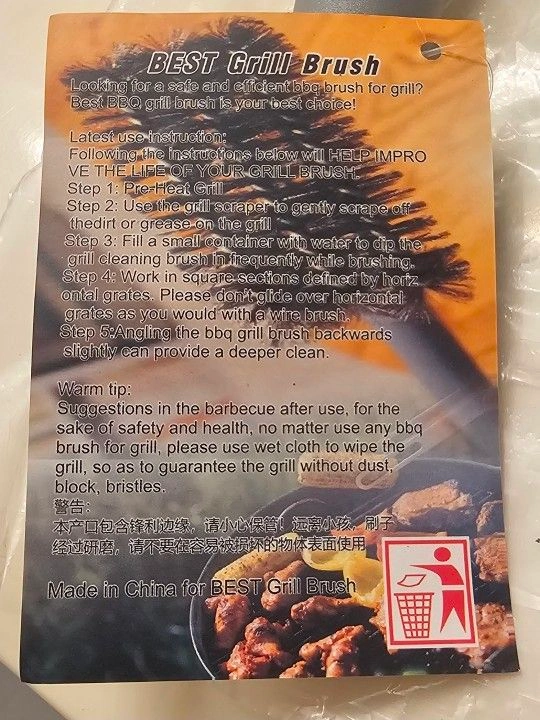 BEST Grill Brush
Looking for a safe and efficient bbq brush for grill?
Best BBQ grill brush is your best choice!
Latest use instruction:
Following the instructions below will HELP IMPRO
VE THE LIFE OF YOUR GRILL BRUSH.
Step 1: Pre-Heat Grill
Step 2: Use the grill scraper to gently scrape off
thedirt or grease on the grill
Step 3: Fill a small container with water to dip the
grill cleaning brush in frequently while brushing.
Step 4: Work in square sections defined by horiz
ontal grates. Please don't glide over horizontal
grates as you would with a wire brush.
Step 5:Angling the bbq grill brush backwards
slightly can provide a deeper clean.
Warm tip:
Suggestions in the barbecue after use, for the
sake of safety and health, no matter use any bbq
brush for grill, please use wet cloth to wipe the
grill, so as to guarantee the grill without dust,
block, bristles.
警告:
本产口包含锋利边缘，请小心保管！远离小孩，刷子
经过研磨，请不要在容易被损坏的物体表面使用
Made in China for BEST Grill Brush